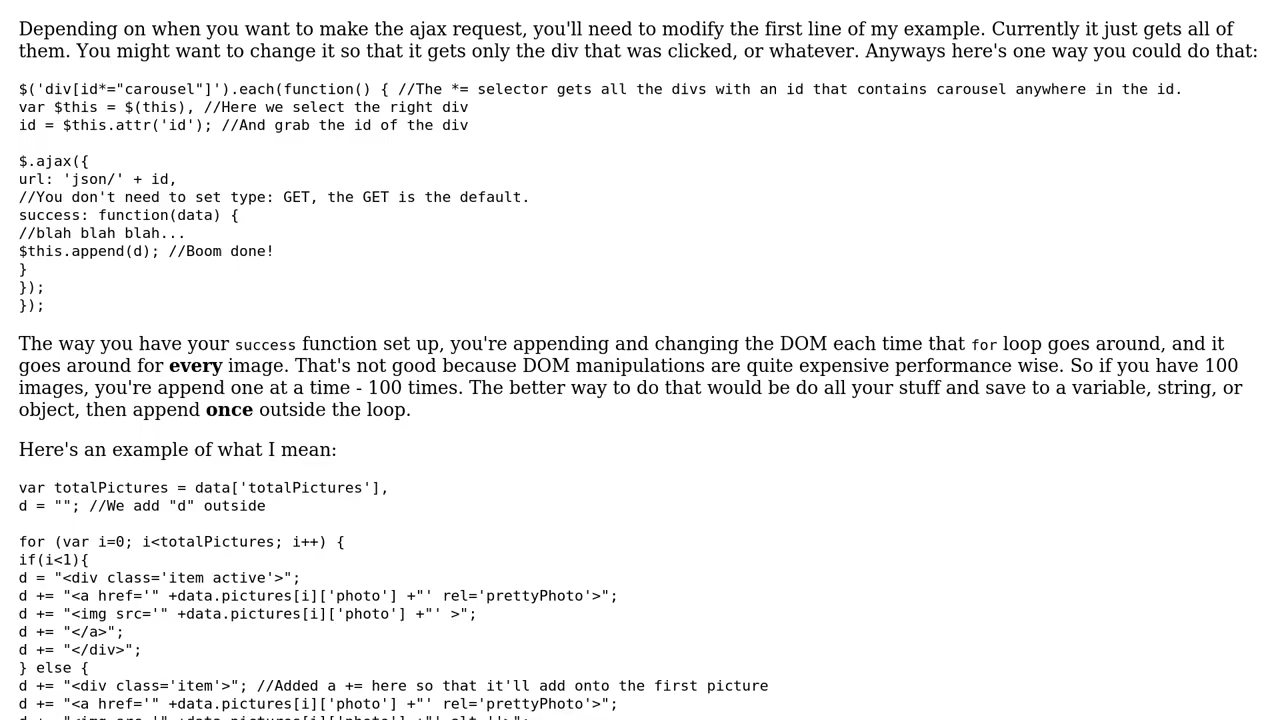 Depending on when you want to make the ajax request, you'll need to modify the first line of my example. Currently it just gets all of
them. You might want to change it so that it gets only the div that was clicked, or whatever. Anyways here's one way you could do that:
$('div[id*="carousel"]').each(function() { //The *= selector gets all the divs with an id that contains carousel anywhere in the id.
var $this = $(this), //Here we select the right div
id = $this.attr('id'); //And grab the id of the div
$.ajax({
url: 'json/' + id,
//You don't need to set type: GET, the GET is the default.
success: function(data) {
//blah blah blah...
$this.append(d); //Boom done!
}
});
});
The way you have your success function set up, you're appending and changing the DOM each time that for loop goes around, and it
goes around for every image. That's not good because DOM manipulations are quite expensive performance wise. So if you have 100
images, you're append one at a time - 100 times. The better way to do that would be do all your stuff and save to a variable, string, or
object, then append once outside the loop.
Here's an example of what I mean:
var totalPictures = data['totalPictures'],
d = ""; //We add "d" outside
for (var i=0; i<totalPictures; i++) {
if(i<1){
d = "<div class='item active'>";
d += "<a href='" +data.pictures[i]['photo'] +"' rel='prettyPhoto'>";
d += "<img src='" +data.pictures[i]['photo'] +"' >";
d += "</a>";
d += "</div>";
} else {
d += "<div class='item'>"; //Added a += here so that it'll add onto the first picture
d += "<a href='" +data.pictures[i]['photo'] +"' rel='prettyPhoto'>";
d += "<img src='" +data.pictures[i]['photo'] +"' alt ''>";